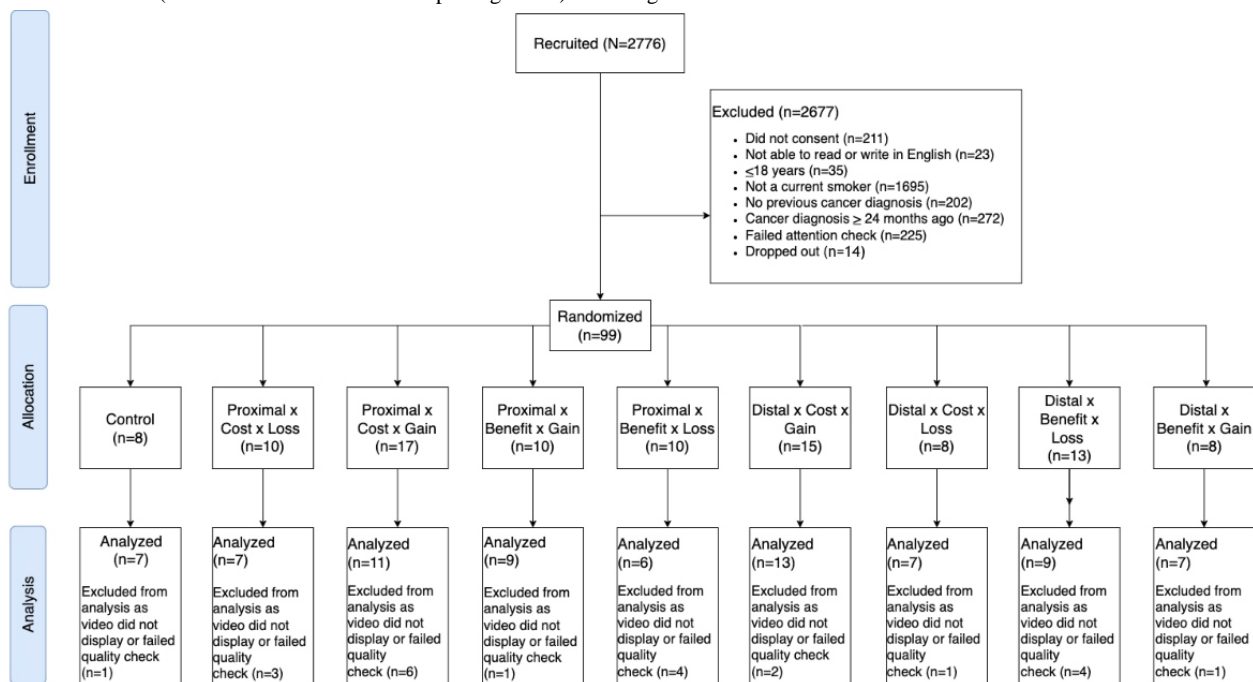 Recruited (N=2776)
Enrollment
Excluded (n=2677)
• Did not consent (n=211)
• Not able to read or write in English (n=23)
• ≤18 years (n=35)
• Not a current smoker (n=1695)
• No previous cancer diagnosis (n=202)
• Cancer diagnosis ≥ 24 months ago (n=272)
• Failed attention check (n=225)
• Dropped out (n=14)
Randomized
(n=99)
Allocation
Control
(n=8)
Proximal x
Cost x Loss
(n=10)
Proximal x
Cost x Gain
(n=17)
Proximal x
Benefit x Gain
(n=10)
Proximal x
Benefit x Loss
(n=10)
Distal x Cost x
Gain
(n=15)
Distal x Cost x
Loss
(n=8)
Distal x
Benefit x
Loss
(n=13)
Distal x
Benefit x Gain
(n=8)
Analysis
Analyzed
(n=7)
Excluded from
analysis as
video did not
display or failed
quality check
(n=1)
Analyzed
(n=7)
Excluded from
analysis as
video did not
display or failed
quality
check (n=3)
Analyzed
(n=11)
Excluded from
analysis as
video did not
display or failed
quality
check (n=6)
Analyzed
(n=9)
Excluded from
analysis as
video did not
display or failed
quality check
(n=1)
Analyzed
(n=6)
Excluded from
analysis as
video did not
display or failed
quality
check (n=4)
Analyzed
(n=13)
Excluded from
analysis as
video did not
display or failed
quality check
(n=2)
Analyzed
(n=7)
Excluded from
analysis as
video did not
display or failed
quality
check (n=1)
Analyzed
(n=9)
Excluded from
analysis as
video did not
display or failed
quality
check (n=4)
Analyzed
(n=7)
Excluded from
analysis as
video did not
display or failed
quality
check (n=1)